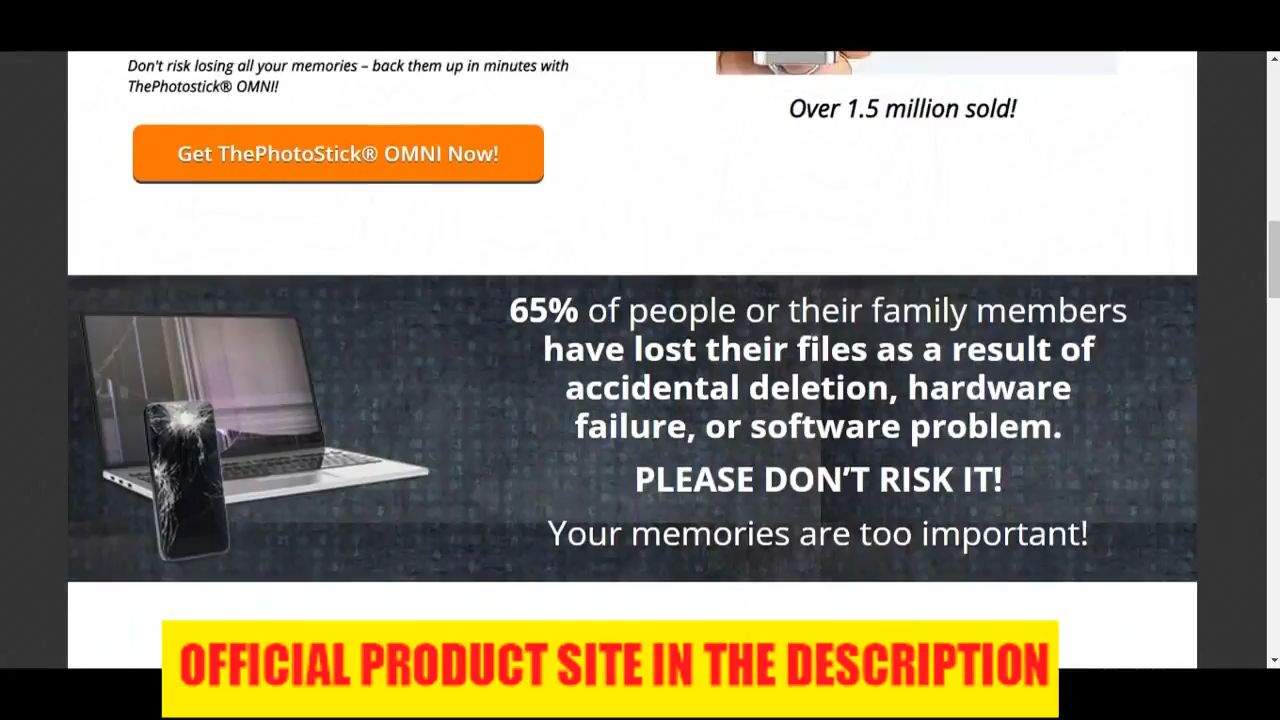 Don't risk losing all your memories – back them up in minutes with
ThePhotostick® OMNI!
Over 1.5 million sold!
Get ThePhotoStick® OMNI Now!
65% of people or their family members
have lost their files as a result of
accidental deletion, hardware
failure, or software problem.
PLEASE DON’T RISK IT!
Your memories are too important!
OFFICIAL PRODUCT SITE IN THE DESCRIPTION